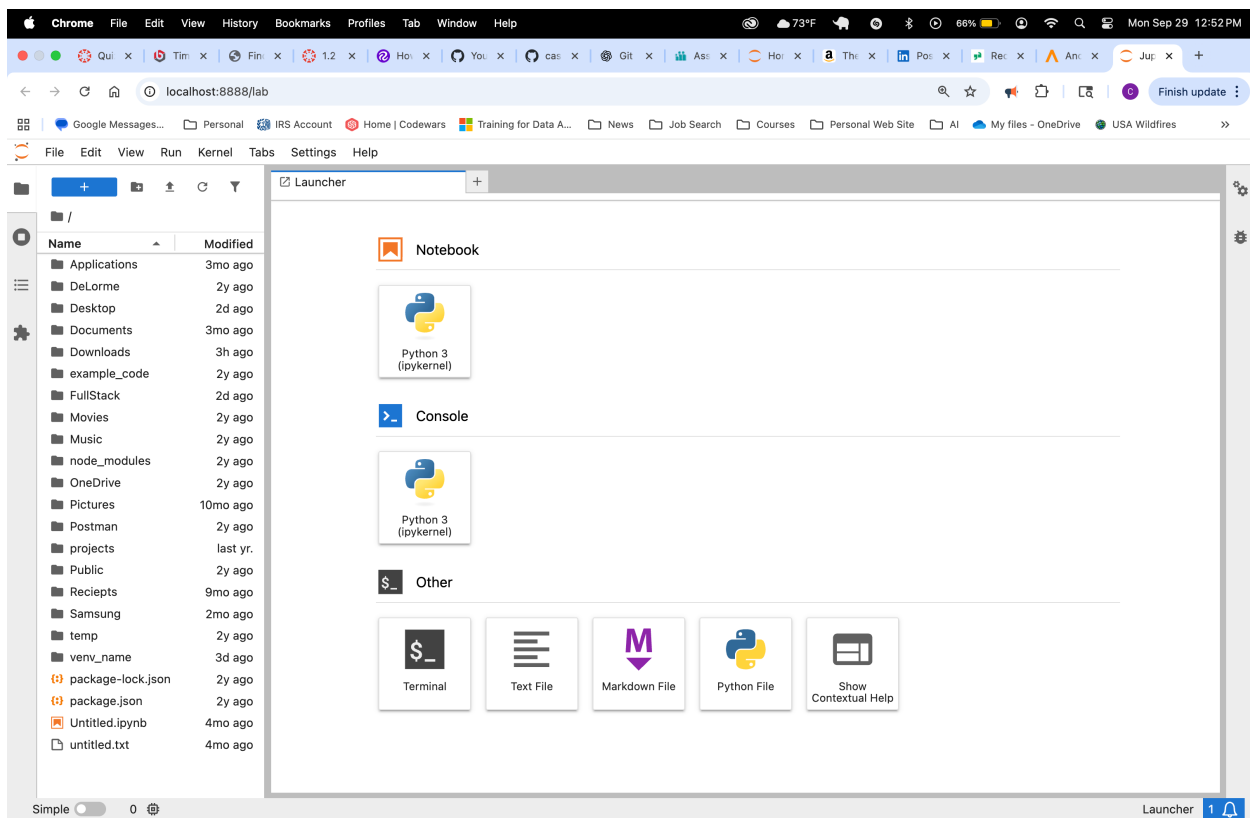 Chrome File Edit View History Bookmarks Profiles Tab Window Help 73°F 66% Mon Sep 29 12:52 PM
Qui Tim Fin 1.2 Hov You cas Git Ass Hor The Pos Rec Anc Jup
localhost:8888/lab Finish update
Google Messages... Personal IRS Account Home | Codewars Training for Data A... News Job Search Courses Personal Web Site AI My files - OneDrive USA Wildfires
File Edit View Run Kernel Tabs Settings Help
Launcher
/
Name Modified
Applications 3mo ago
DeLorme 2y ago
Desktop 2d ago
Documents 3mo ago
Downloads 3h ago
example_code 2y ago
FullStack 2d ago
Movies 2y ago
Music 2y ago
node_modules 2y ago
OneDrive 2y ago
Pictures 10mo ago
Postman 2y ago
projects last yr.
Public 2y ago
Reciepts 9mo ago
Samsung 2mo ago
temp 2y ago
venv_name 3d ago
package-lock.json 2y ago
package.json 2y ago
Untitled.ipynb 4mo ago
untitled.txt 4mo ago
Notebook
Python 3
(ipykernel)
Console
Python 3
(ipykernel)
$_ Other
$_
M
Terminal Text File Markdown File Python File Show
Contextual Help
Simple 0 Launcher 1